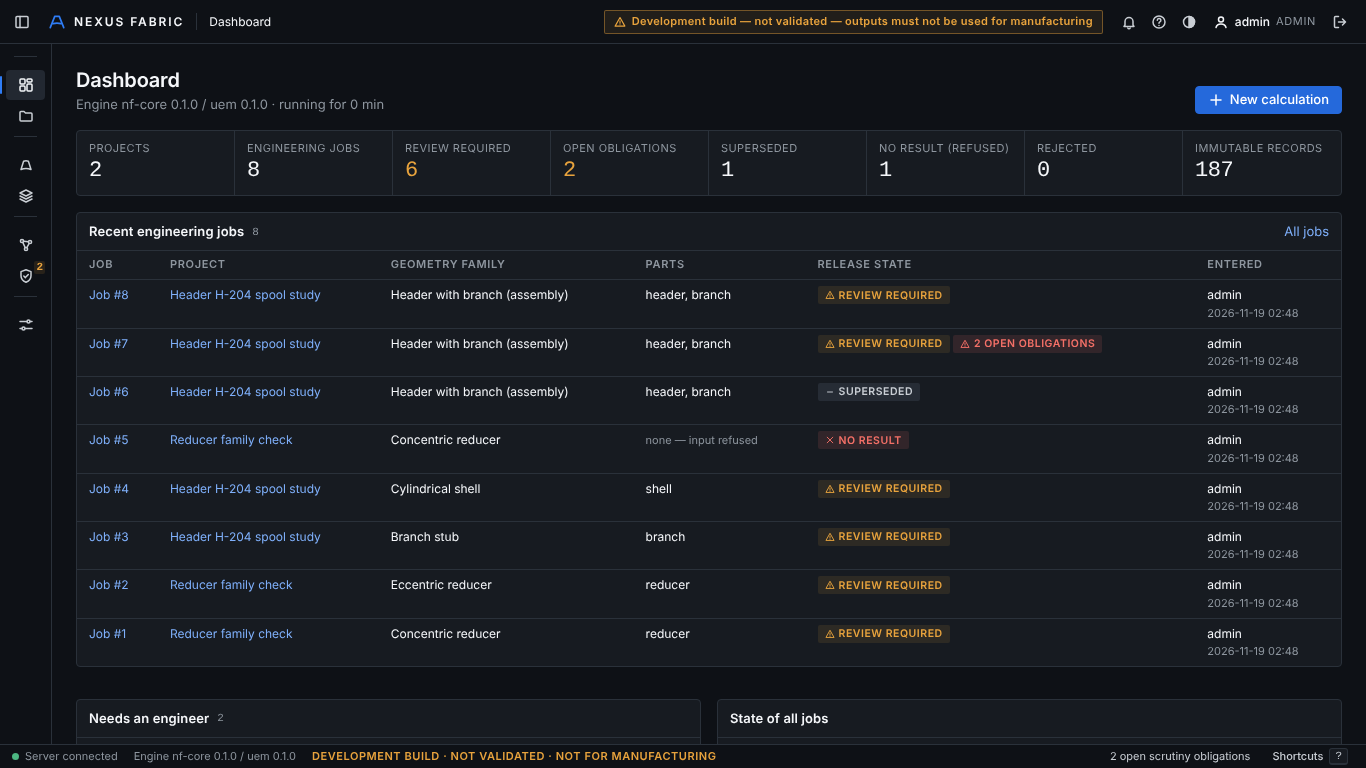 NEXUS FABRIC Dashboard Development build — not validated — outputs must not be used for manufacturing admin ADMIN
Dashboard
Engine nf-core 0.1.0 / uem 0.1.0 · running for 0 min
New calculation
PROJECTS ENGINEERING JOBS REVIEW REQUIRED OPEN OBLIGATIONS SUPERSEDED NO RESULT (REFUSED) REJECTED IMMUTABLE RECORDS
2 8 6 2 1 1 0 187
Recent engineering jobs 8 All jobs
JOB PROJECT GEOMETRY FAMILY PARTS RELEASE STATE ENTERED
Job #8 Header H-204 spool study Header with branch (assembly) header, branch REVIEW REQUIRED admin
2026-11-19 02:48
2
Job #7 Header H-204 spool study Header with branch (assembly) header, branch REVIEW REQUIRED 2 OPEN OBLIGATIONS admin
2026-11-19 02:48
Job #6 Header H-204 spool study Header with branch (assembly) header, branch SUPERSEDED admin
2026-11-19 02:48
Job #5 Reducer family check Concentric reducer none — input refused NO RESULT admin
2026-11-19 02:48
Job #4 Header H-204 spool study Cylindrical shell shell REVIEW REQUIRED admin
2026-11-19 02:48
Job #3 Header H-204 spool study Branch stub branch REVIEW REQUIRED admin
2026-11-19 02:48
Job #2 Reducer family check Eccentric reducer reducer REVIEW REQUIRED admin
2026-11-19 02:48
Job #1 Reducer family check Concentric reducer reducer REVIEW REQUIRED admin
2026-11-19 02:48
Needs an engineer 2 State of all jobs
Server connected Engine nf-core 0.1.0 / uem 0.1.0 DEVELOPMENT BUILD · NOT VALIDATED · NOT FOR MANUFACTURING 2 open scrutiny obligations Shortcuts ?